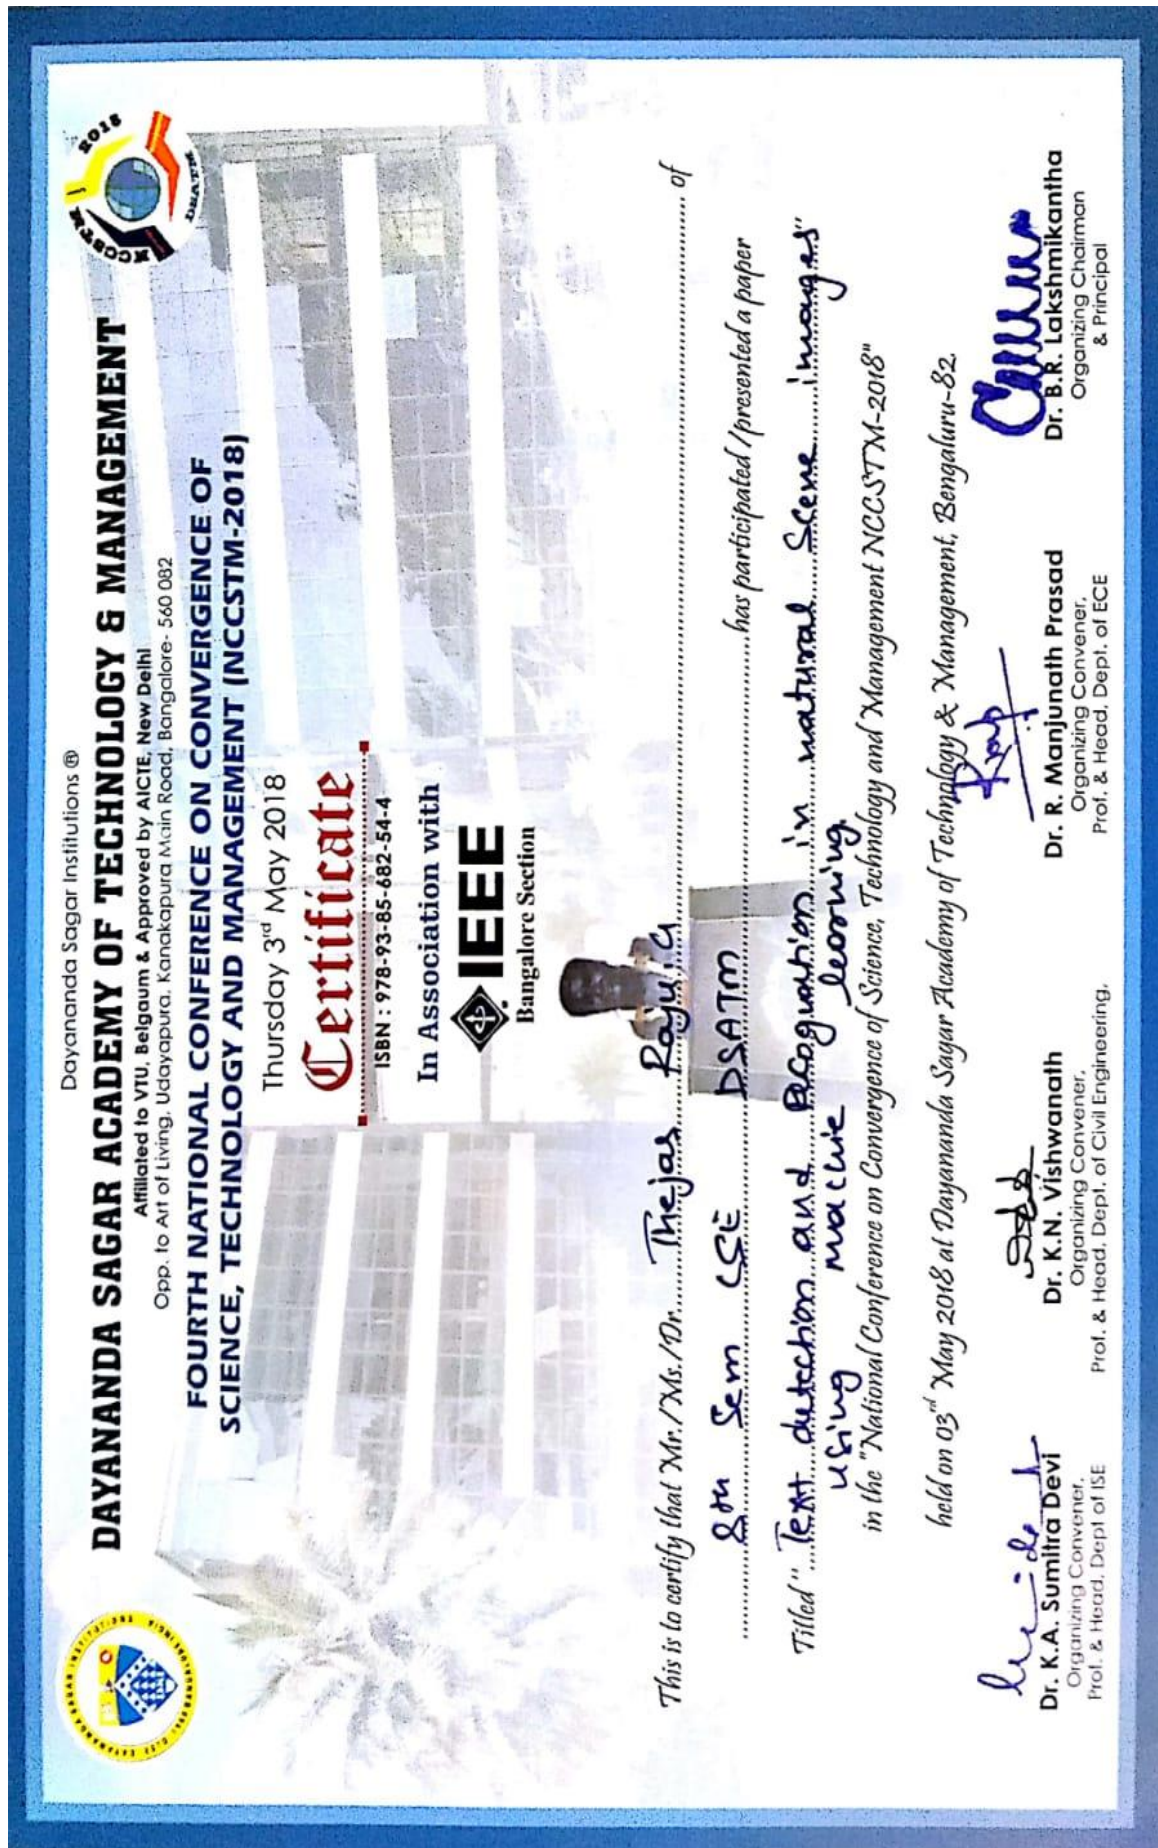 Dayananda Sagar Institutions ®
DAYANANDA SAGAR ACADEMY OF TECHNOLOGY & MANAGEMENT
Affiliated to VTU, Belgaum & Approved by AICTE, New Delhi
Opp. to Art of Living, Udayapura, Kanakapura Main Road, Bangalore- 560 082
NCCSTM 2018
DSATM
FOURTH NATIONAL CONFERENCE ON CONVERGENCE OF
SCIENCE, TECHNOLOGY AND MANAGEMENT (NCCSTM-2018)
Thursday 3rd May 2018
Certificate
ISBN : 978-93-85-682-54-4
In Association with
IEEE
Bangalore Section
This is to certify that Mr./Ms./Dr. Thejas Raju.G of
8th Sem CSE DSATM has participated/presented a paper
Titled "Text detection and Recognation in natural Scene images"
using machie learning.
in the "National Conference on Convergence of Science, Technology and Management NCCSTM-2018"
held on 03rd May 2018 at Dayananda Sagar Academy of Technology & Management, Bengaluru-82.
Dr. K.A. Sumitra Devi
Organizing Convener,
Prof. & Head, Dept of ISE
Dr. K.N. Vishwanath
Organizing Convener,
Prof. & Head, Dept. of Civil Engineering,
Dr. R. Manjunath Prasad
Organizing Convener,
Prof. & Head, Dept. of ECE
Dr. B.R. Lakshmikantha
Organizing Chairman
& Principal